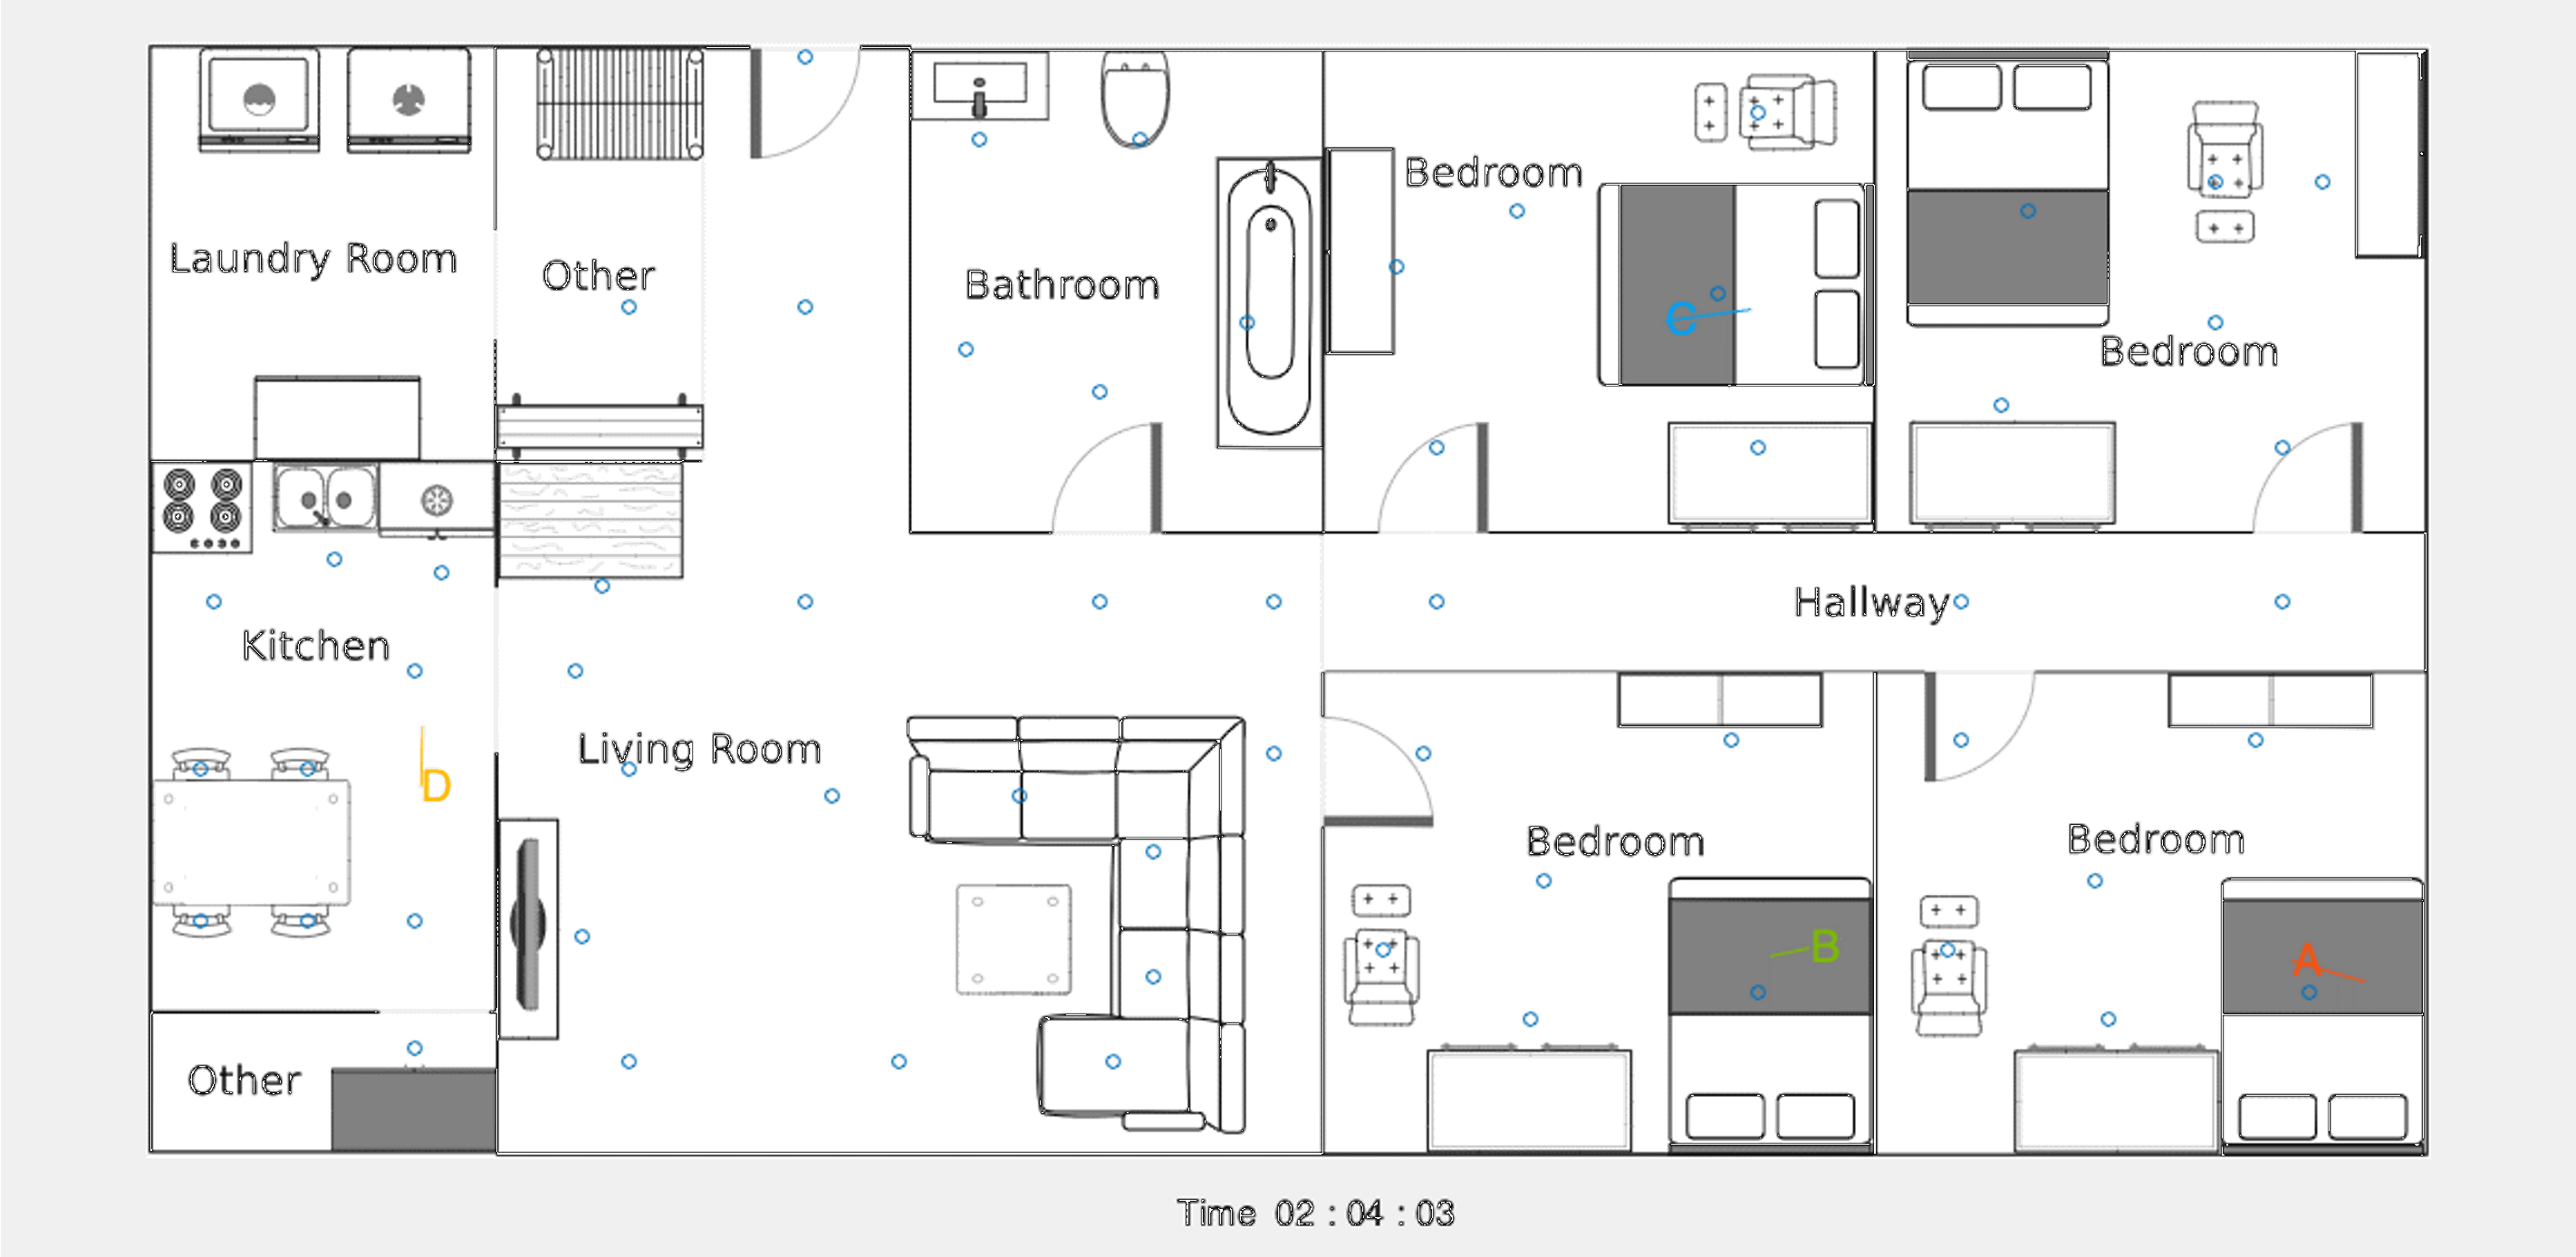 Laundry Room
Other
Bathroom
Bedroom
C
Bedroom
Kitchen
Hallway
D
Living Room
Bedroom
Bedroom
B
A
Other
Time 02 : 04 : 03